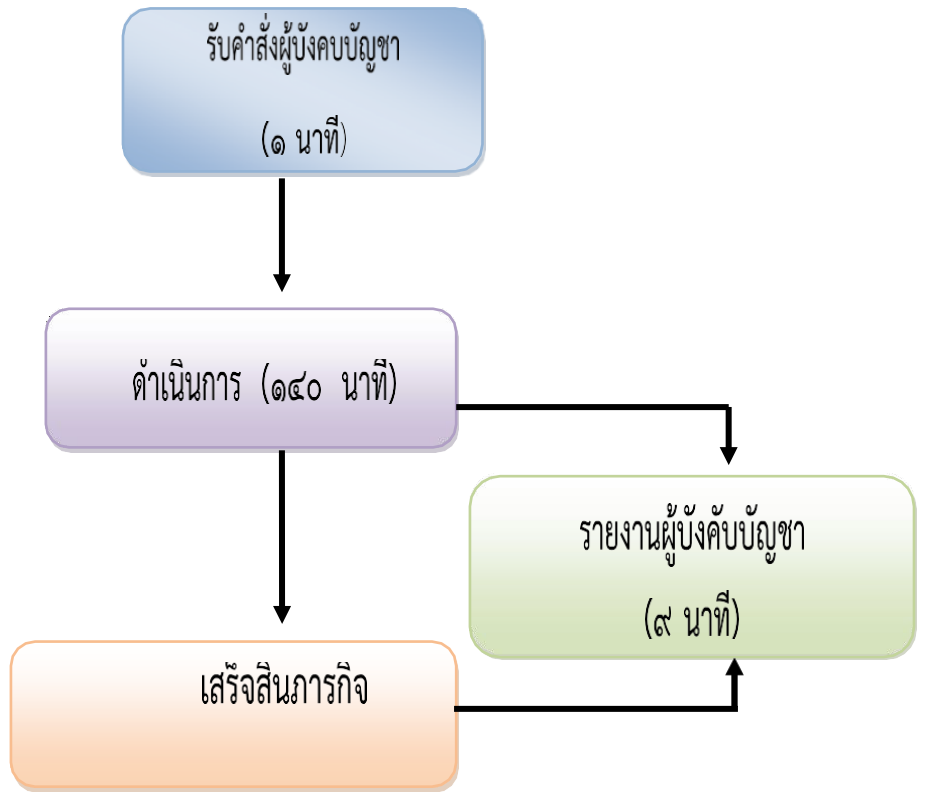 รับคำสั่งผู้บังคบบัญชา
(๑ นาที)
ดำเนินการ (๑๔๐ นาที)
รายงานผู้บังคับบัญชา
(๙ นาที)
เสร็จสินภารกิจ